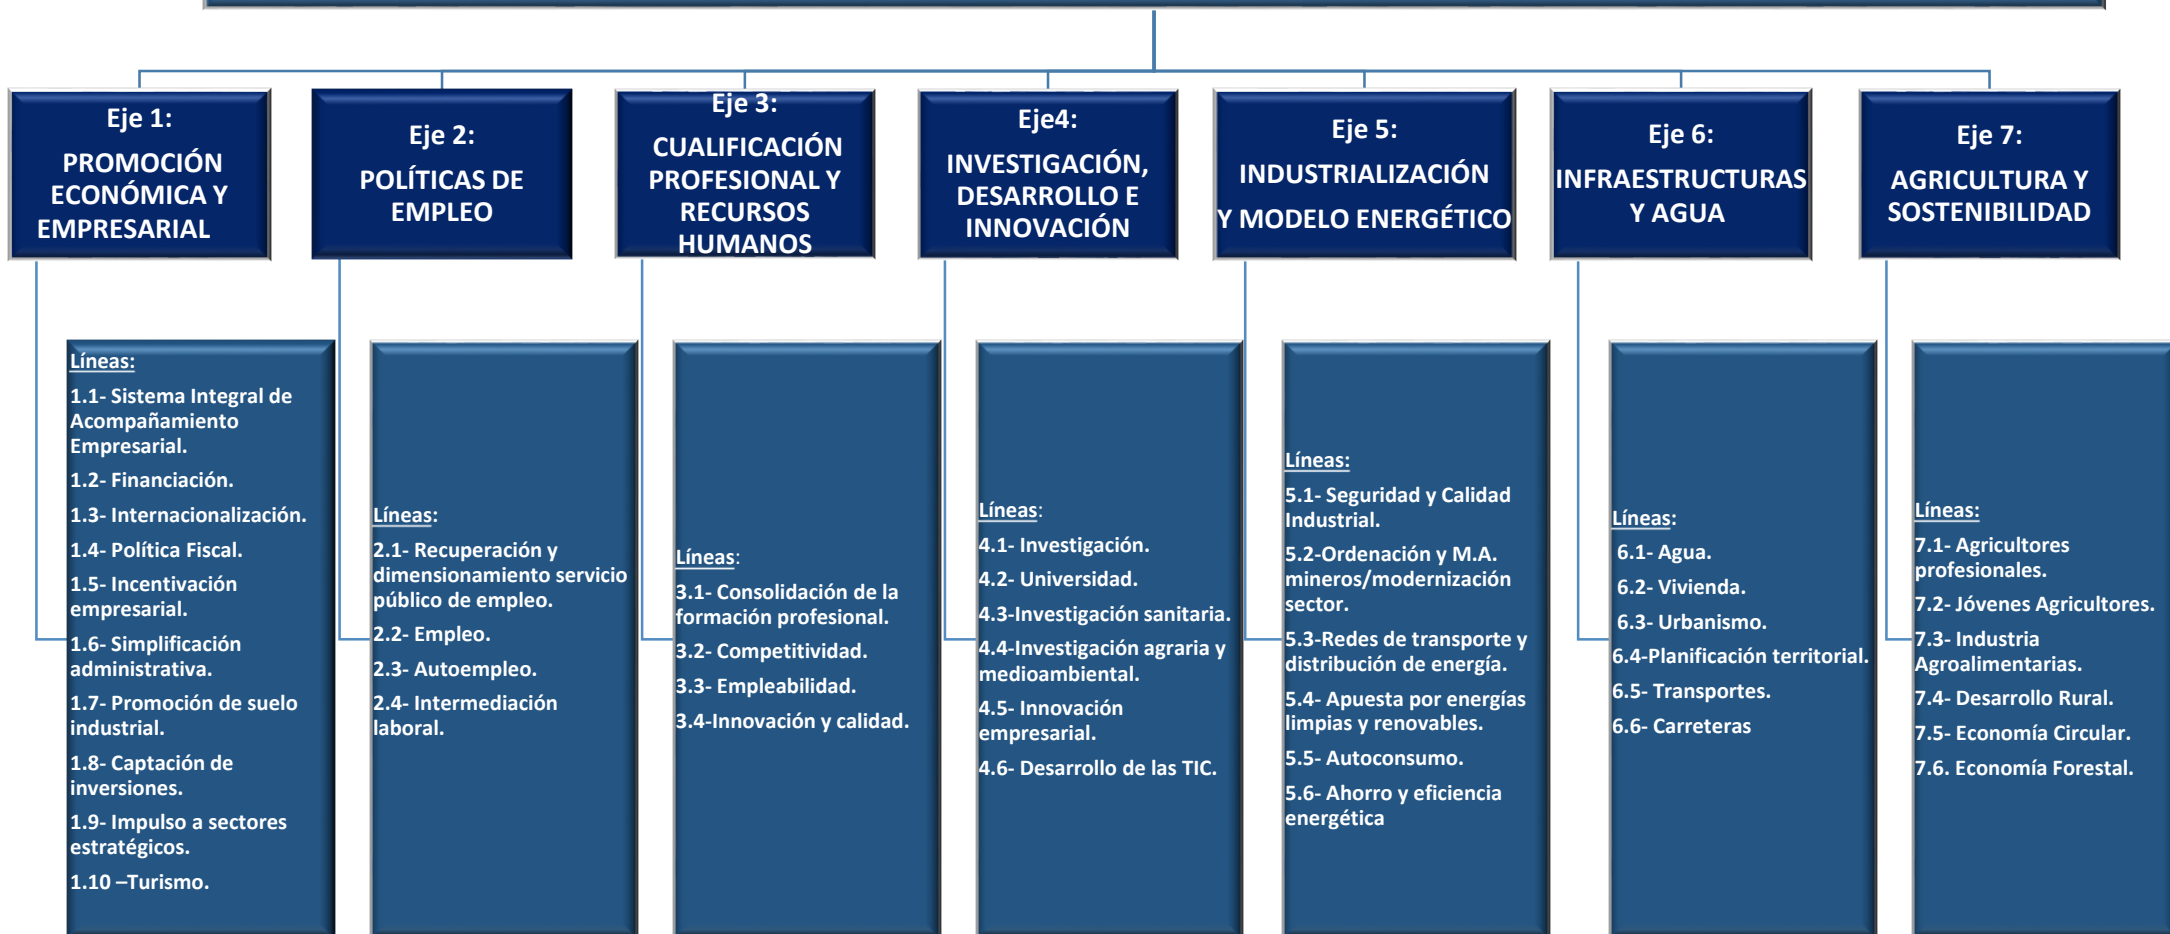 Eje 1:
PROMOCIÓN
ECONÓMICA Y
EMPRESARIAL
Eje 2:
POLÍTICAS DE
EMPLEO
Eje 3:
CUALIFICACIÓN
PROFESIONAL Y
RECURSOS
HUMANOS
Eje4:
INVESTIGACIÓN,
DESARROLLO E
INNOVACIÓN
Eje 5:
INDUSTRIALIZACIÓN
Y MODELO ENERGÉTICO
Eje 6:
INFRAESTRUCTURAS
Y AGUA
Eje 7:
AGRICULTURA Y
SOSTENIBILIDAD
Líneas:
1.1- Sistema Integral de
Acompañamiento
Empresarial.
1.2- Financiación.
1.3- Internacionalización.
1.4- Política Fiscal.
1.5- Incentivación
empresarial.
1.6- Simplificación
administrativa.
1.7- Promoción de suelo
industrial.
1.8- Captación de
inversiones.
1.9- Impulso a sectores
estratégicos.
1.10 –Turismo.
Líneas:
2.1- Recuperación y
dimensionamiento servicio
público de empleo.
2.2- Empleo.
2.3- Autoempleo.
2.4- Intermediación
laboral.
Líneas:
3.1- Consolidación de la
formación profesional.
3.2- Competitividad.
3.3- Empleabilidad.
3.4-Innovación y calidad.
Líneas:
4.1- Investigación.
4.2- Universidad.
4.3-Investigación sanitaria.
4.4-Investigación agraria y
medioambiental.
4.5- Innovación
empresarial.
4.6- Desarrollo de las TIC.
Líneas:
5.1- Seguridad y Calidad
Industrial.
5.2-Ordenación y M.A.
mineros/modernización
sector.
5.3-Redes de transporte y
distribución de energía.
5.4- Apuesta por energías
limpias y renovables.
5.5- Autoconsumo.
5.6- Ahorro y eficiencia
energética
Líneas:
6.1- Agua.
6.2- Vivienda.
6.3- Urbanismo.
6.4-Planificación territorial.
6.5- Transportes.
6.6- Carreteras
Líneas:
7.1- Agricultores
profesionales.
7.2- Jóvenes Agricultores.
7.3- Industria
Agroalimentarias.
7.4- Desarrollo Rural.
7.5- Economía Circular.
7.6. Economía Forestal.